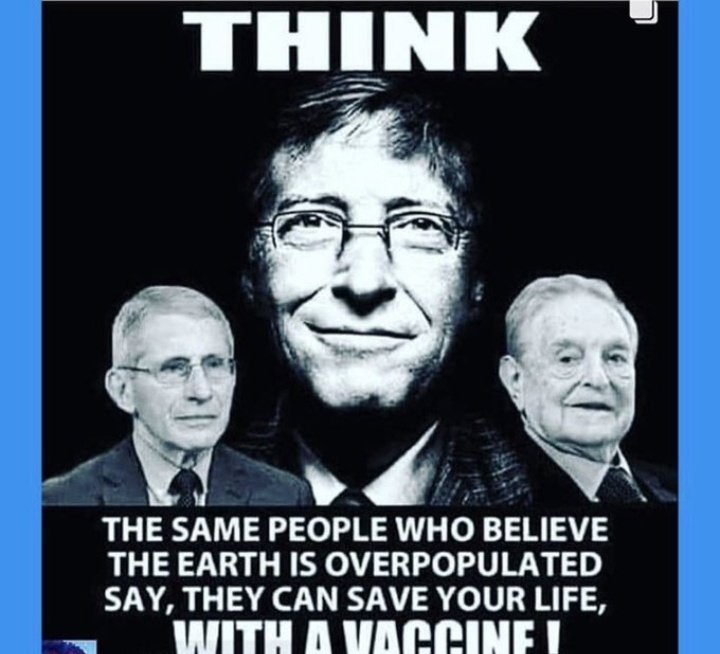 THINK
THE SAME PEOPLE WHO BELIEVE
THE EARTH IS OVERPOPULATED
SAY, THEY CAN SAVE YOUR LIFE,
WITH A VACCINE !